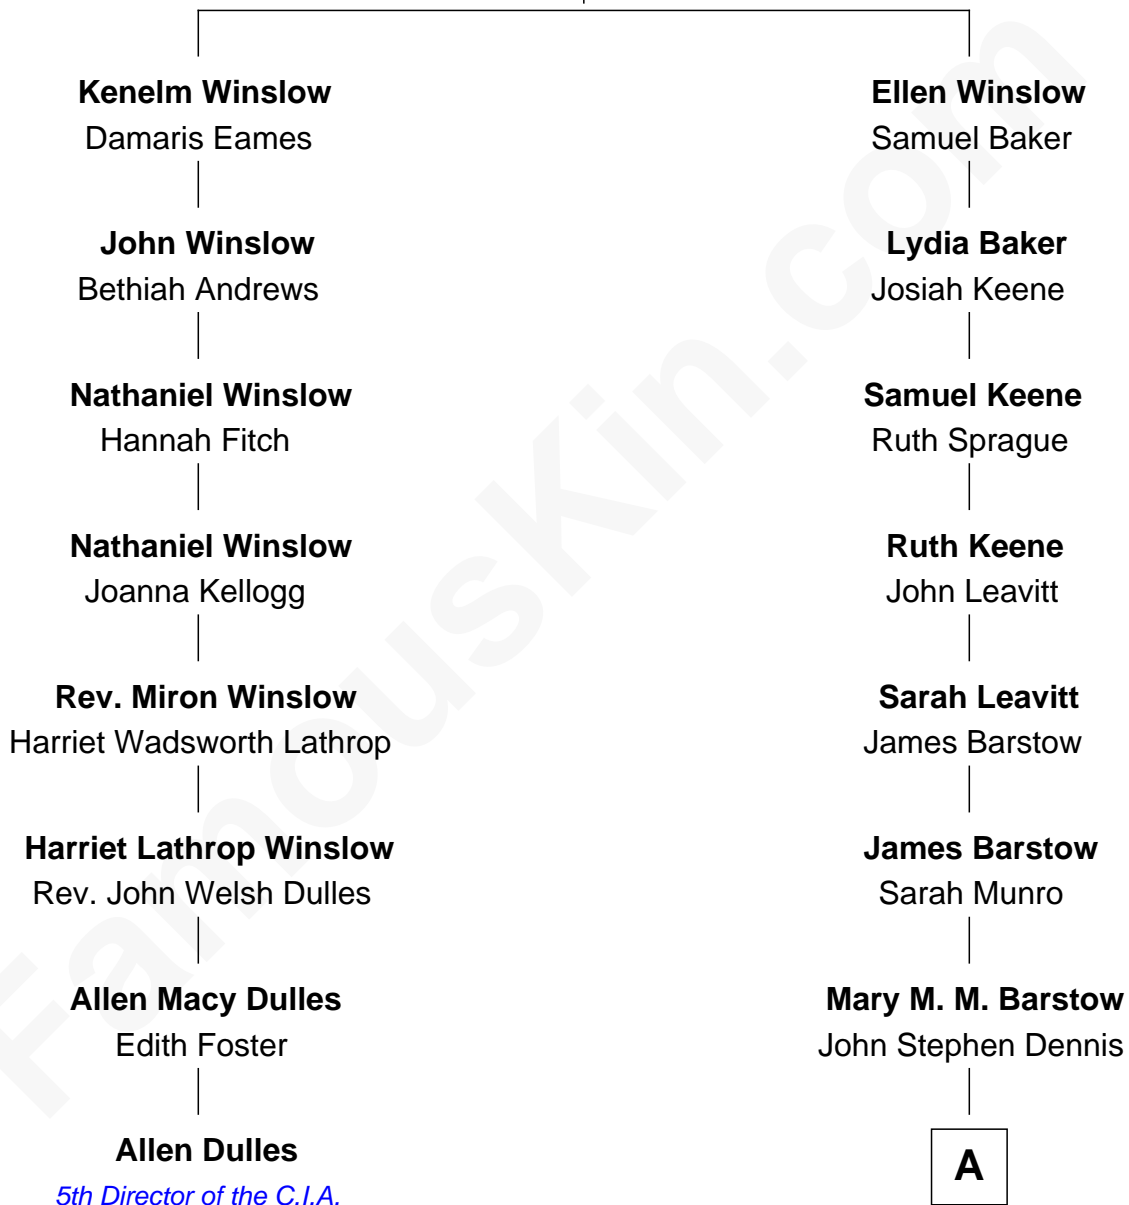 Kenelm Winslow
Damaris Eames
John Winslow
Bethiah Andrews
Nathaniel Winslow
Hannah Fitch
Nathaniel Winslow
Joanna Kellogg
Rev. Miron Winslow
Harriet Wadsworth Lathrop
Harriet Lathrop Winslow
Rev. John Welsh Dulles
Allen Macy Dulles
Edith Foster
Allen Dulles
5th Director of the C.I.A.
Ellen Winslow
Samuel Baker
Lydia Baker
Josiah Keene
Samuel Keene
Ruth Sprague
Ruth Keene
John Leavitt
Sarah Leavitt
James Barstow
James Barstow
Sarah Munro
Mary M. M. Barstow
John Stephen Dennis
A
FamousKin.com